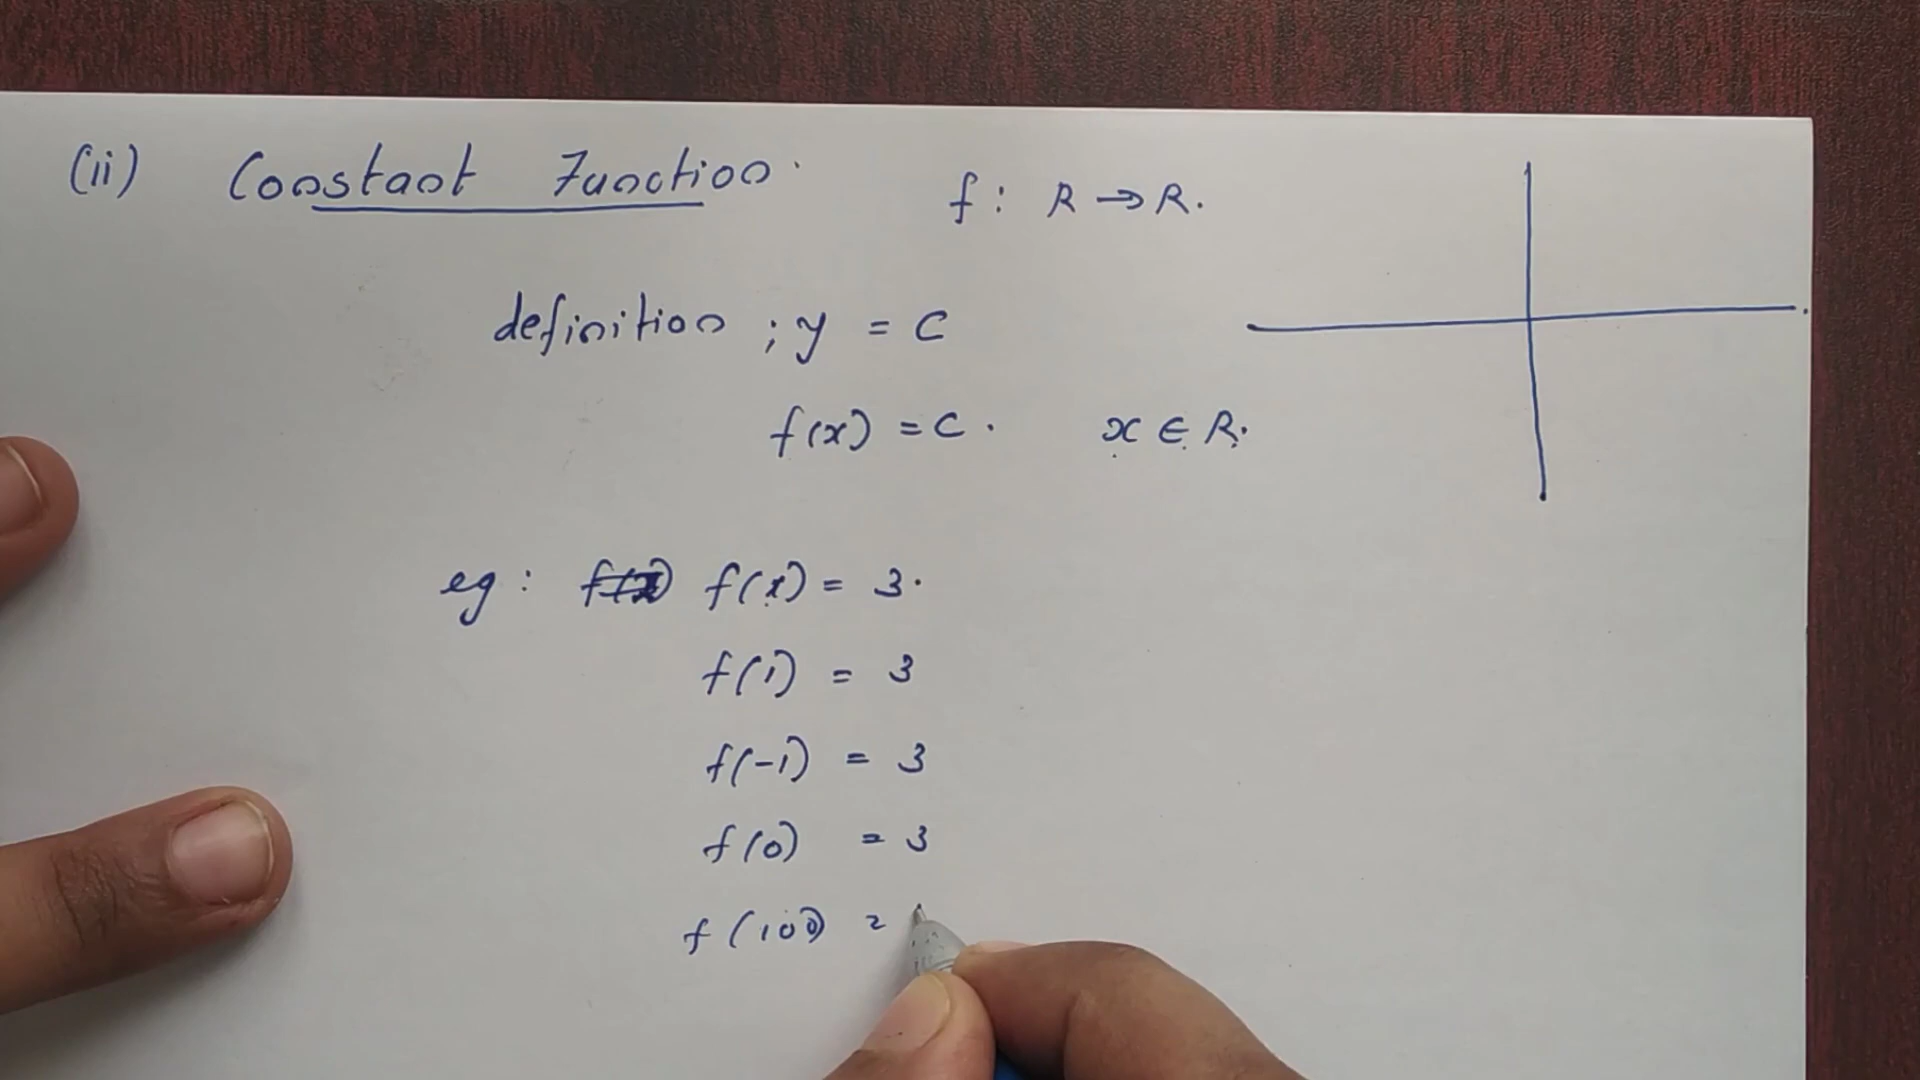 (ii) Constant Function. f: R → R.
definition ; y = C
f(x) = C. x ∈ R.
eg: f(x) f(x) = 3.
f(1) = 3
f(-1) = 3
f(0) = 3
f(100) =